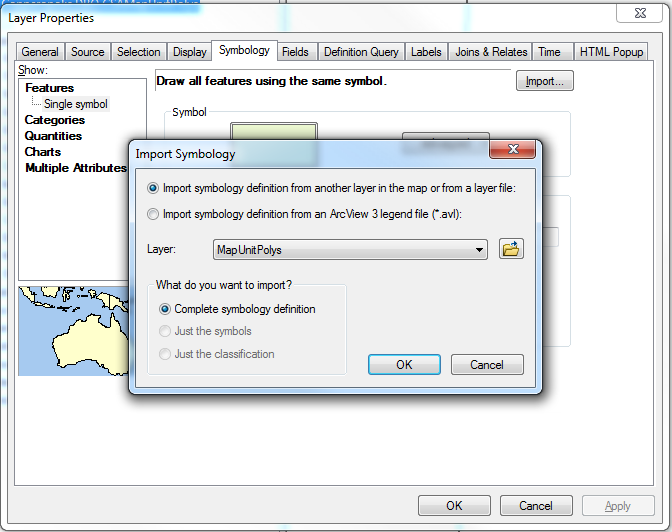 Layer Properties
General
Source
Selection
Display
Symbology
Fields
Definition Query
Labels
Joins & Relates
Time
HTML Popup
Show:
Features
Single symbol
Categories
Quantities
Charts
Multiple Attributes
Draw all features using the same symbol.
Import...
Symbol
Import Symbology
Import symbology definition from another layer in the map or from a layer file:
Import symbology definition from an ArcView 3 legend file (*.avl):
Layer:
MapUnitPolys
What do you want to import?
Complete symbology definition
Just the symbols
Just the classification
OK
Cancel
OK
Cancel
Apply